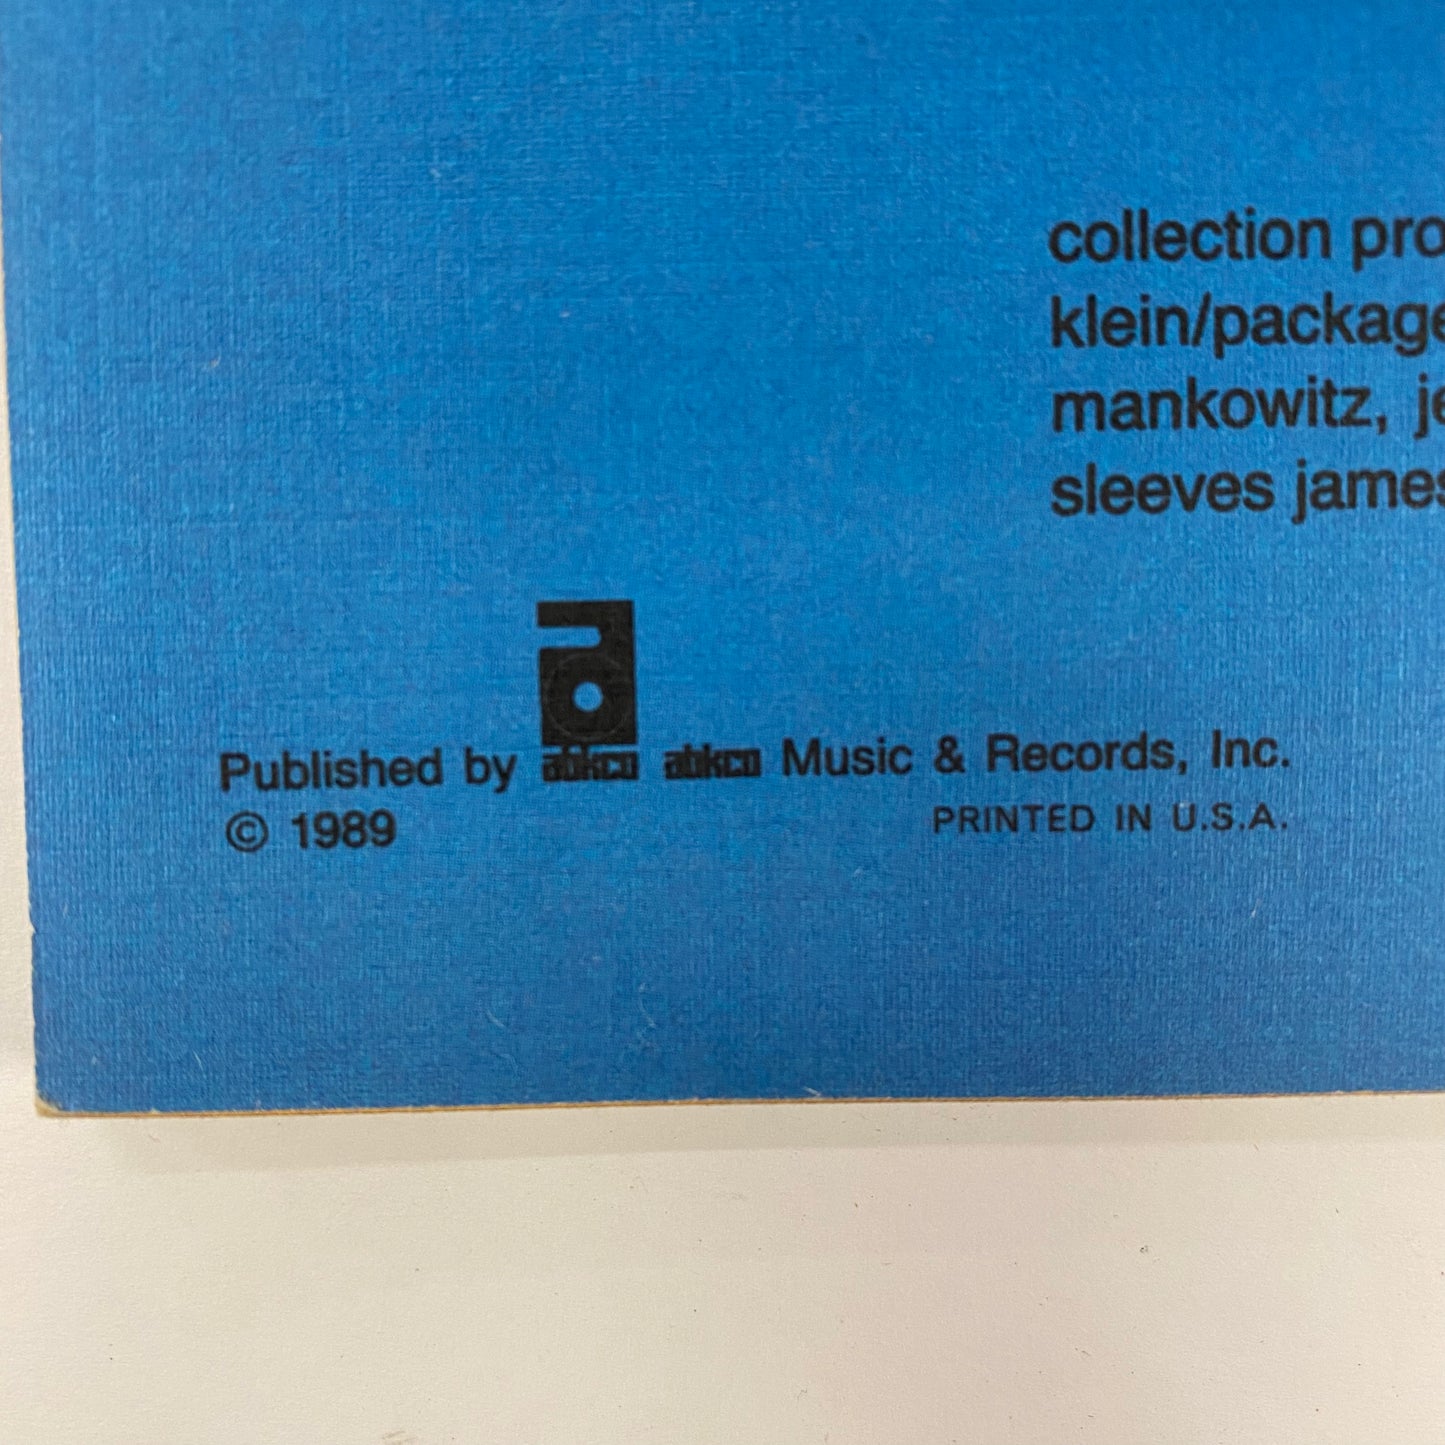 collection pro
klein/package
mankowitz, je
sleeves james
abkco
Published by abkco Music & Records, Inc.
© 1989
PRINTED IN U.S.A.